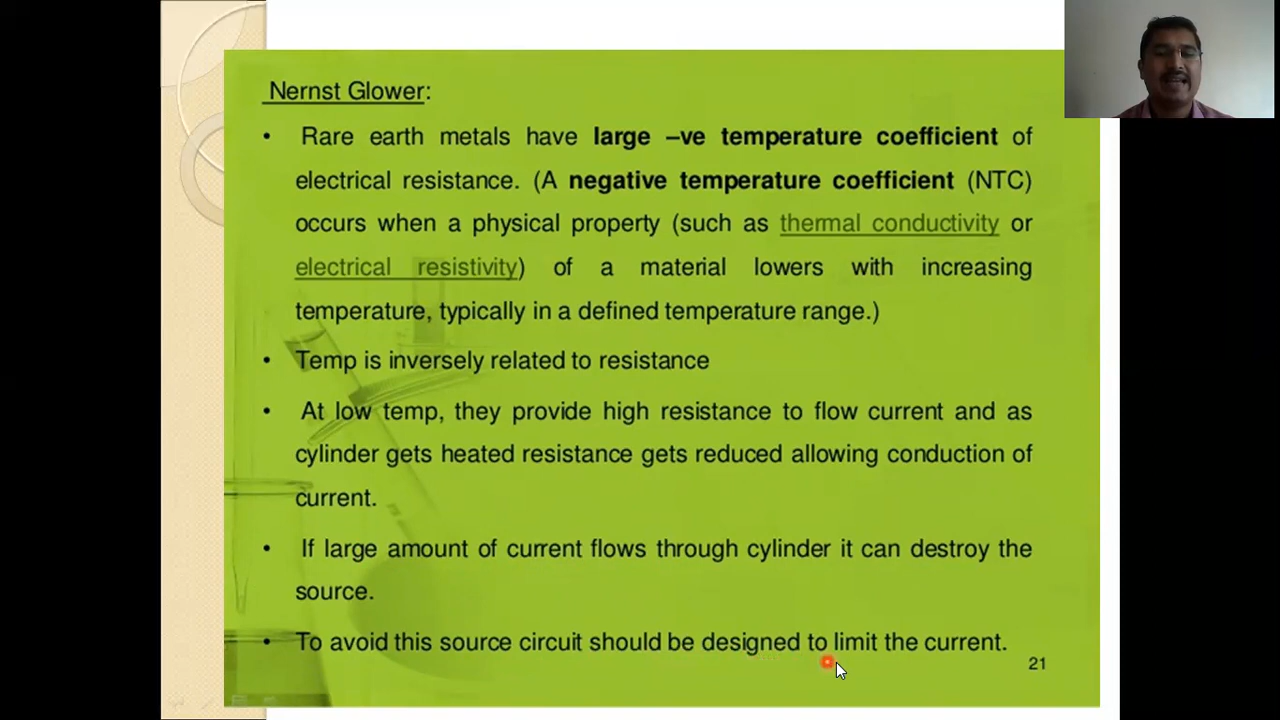 Nernst Glower:
• Rare earth metals have large –ve temperature coefficient of
electrical resistance. (A negative temperature coefficient (NTC)
occurs when a physical property (such as thermal conductivity or
electrical resistivity) of a material lowers with increasing
temperature, typically in a defined temperature range.)
• Temp is inversely related to resistance
• At low temp, they provide high resistance to flow current and as
cylinder gets heated resistance gets reduced allowing conduction of
current.
• If large amount of current flows through cylinder it can destroy the
source.
• To avoid this source circuit should be designed to limit the current.
21